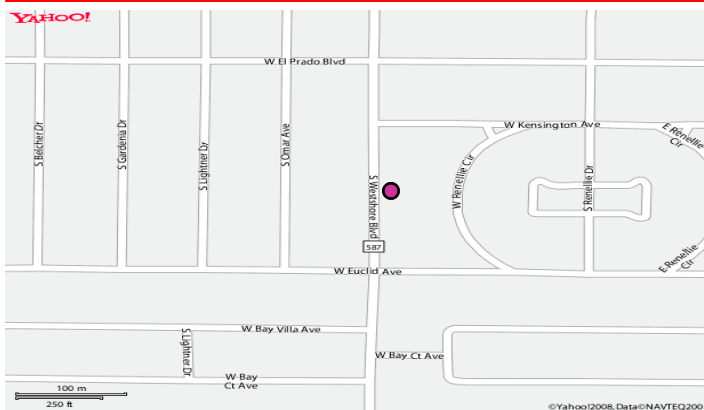 YAHOO!
W El Prado Blvd
W Kensington Ave
E Renellie
Cir
S Belcher Dr
S Gardenia Dr
S Lightner Dr
S Omar Ave
S Westshore Blvd
W Renellie Cir
S Renellie Dr
587
E Renellie
Cir
W Euclid Ave
W Bay Villa Ave
S Lightner Dr
W Bay Ct Ave
W Bay
Ct Ave
100 m
250 ft
©Yahoo!2008, Data©NAVTEQ200